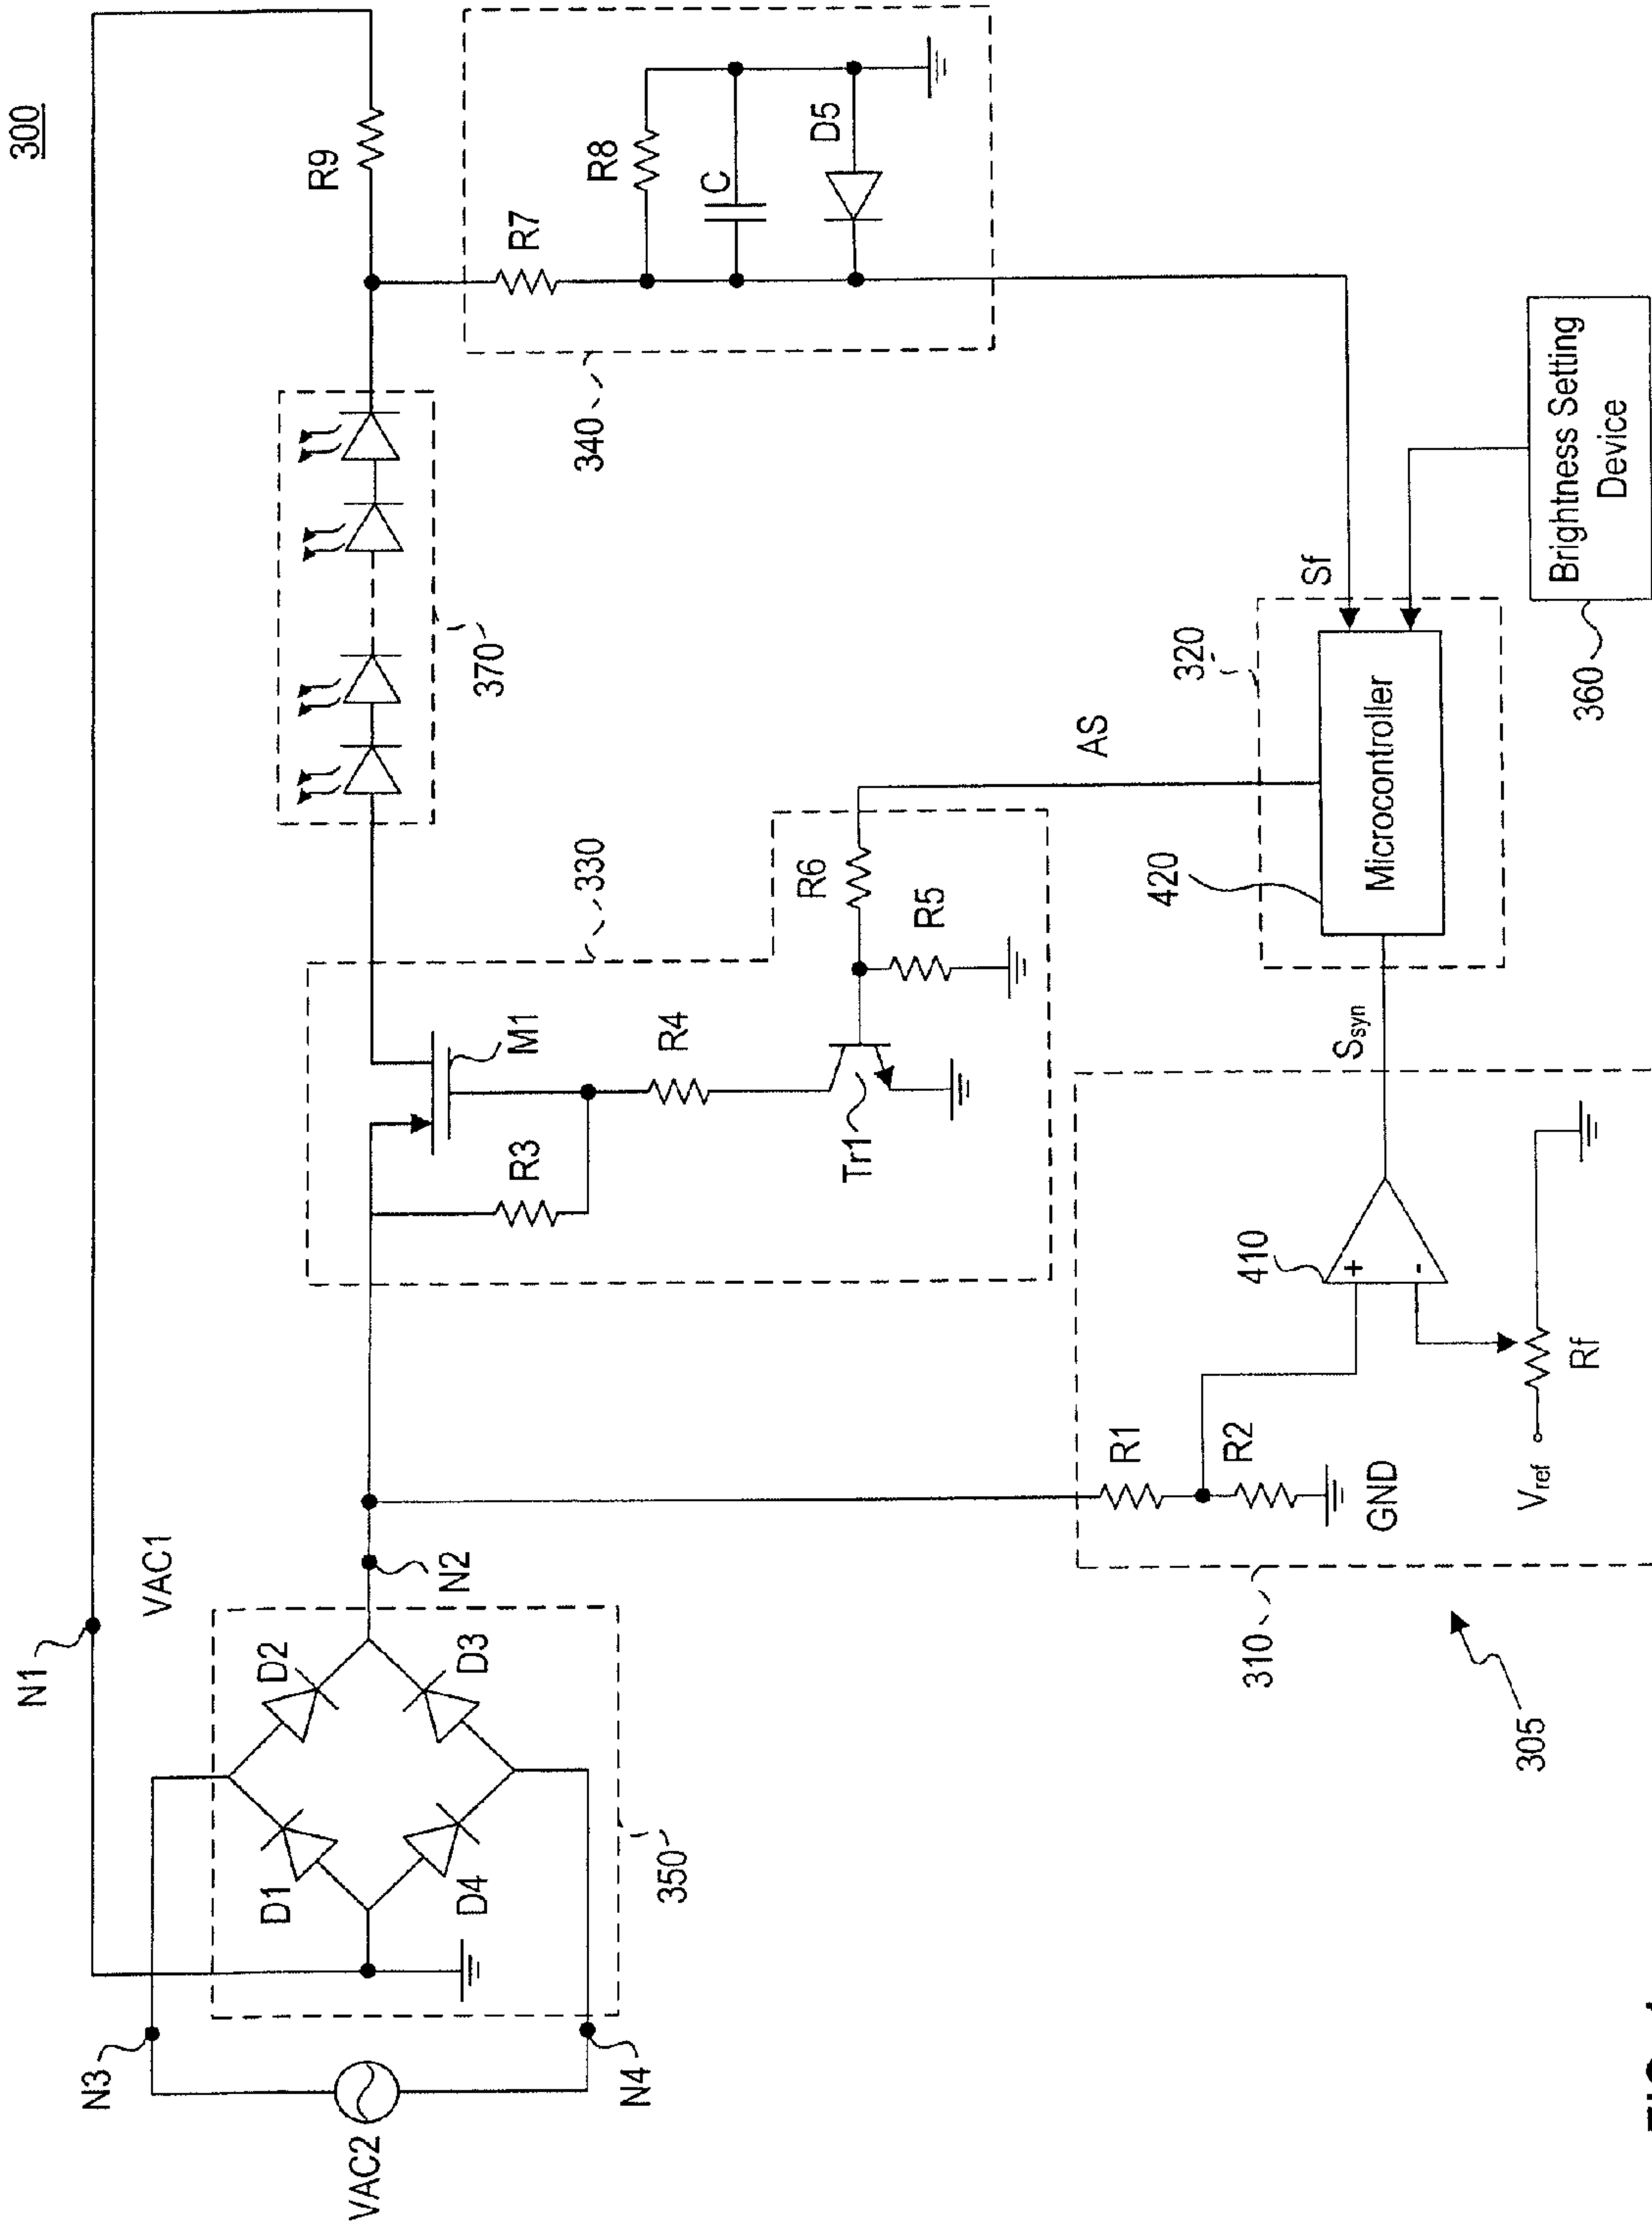 300
N1
VAC1
R9
N3
VAC2
N4
D1
D2
D3
D4
350
N2
370
R3
M1
R4
330
Tr1
R5
R6
R7
R8
C
D5
340
AS
310
R1
R2
GND
410
+
-
Vref
Rf
Ssyn
320
420
Microcontroller
Sf
Brightness Setting
Device
360
305